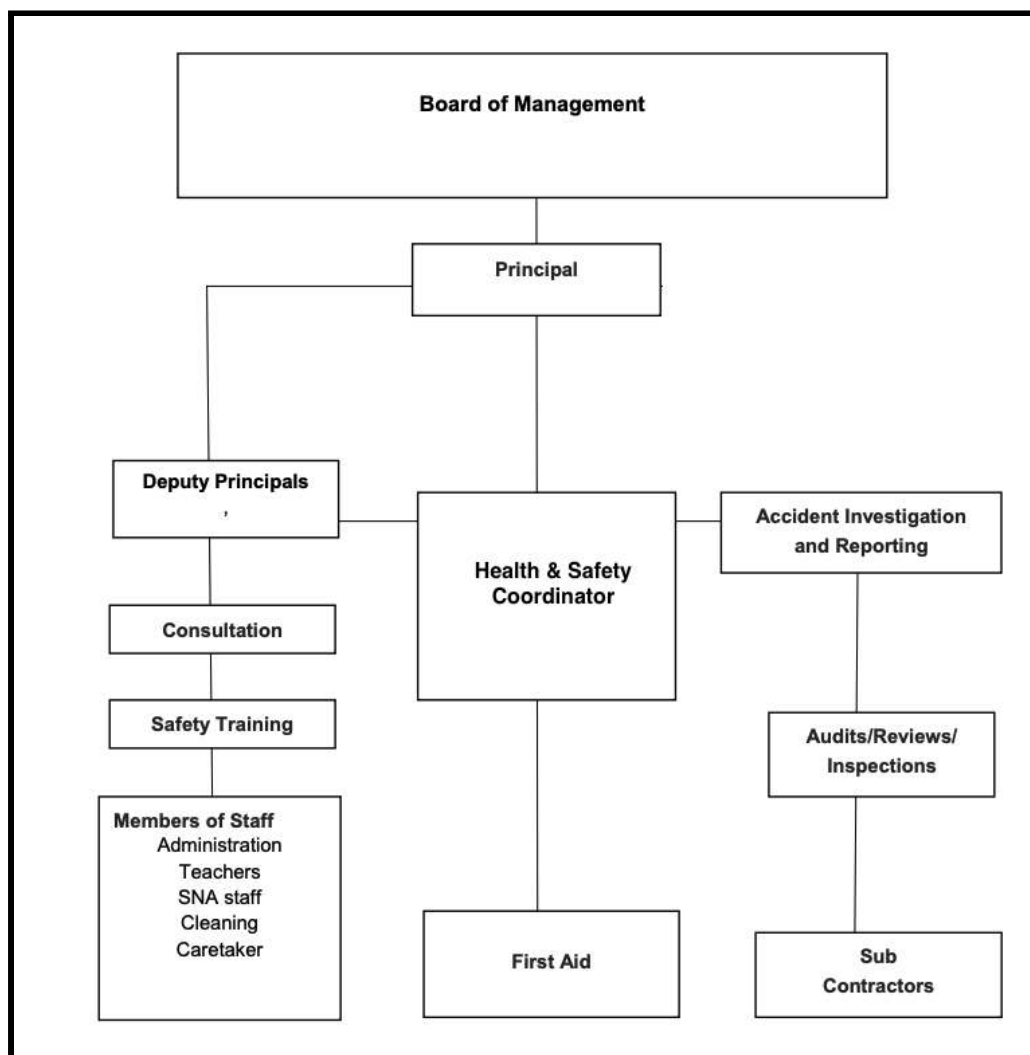 Board of Management
Principal
Deputy Principals
,
Health & Safety
Coordinator
Accident Investigation
and Reporting
Consultation
Safety Training
Audits/Reviews/
Inspections
Members of Staff
Administration
Teachers
SNA staff
Cleaning
Caretaker
First Aid
Sub
Contractors